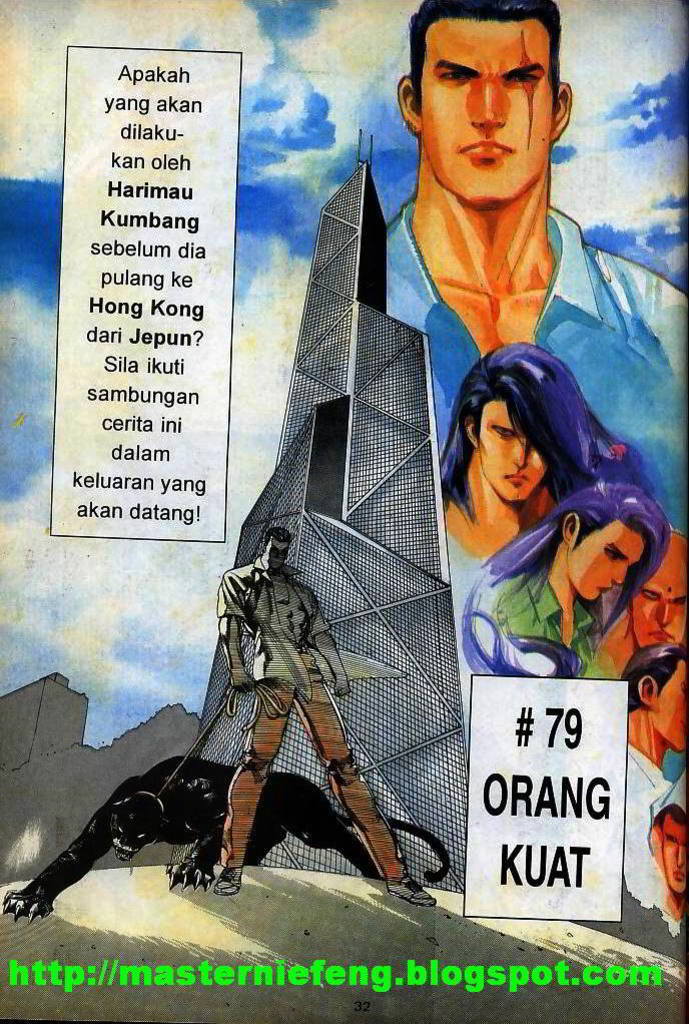 Apakah
yang akan
dilaku-
kan oleh
Harimau
Kumbang
sebelum dia
pulang ke
Hong Kong
dari Jepun?
Sila ikuti
sambungan
cerita ini
dalam
keluaran yang
akan datang!
# 79
ORANG
KUAT
http://masterniefeng.blogspot.com
32